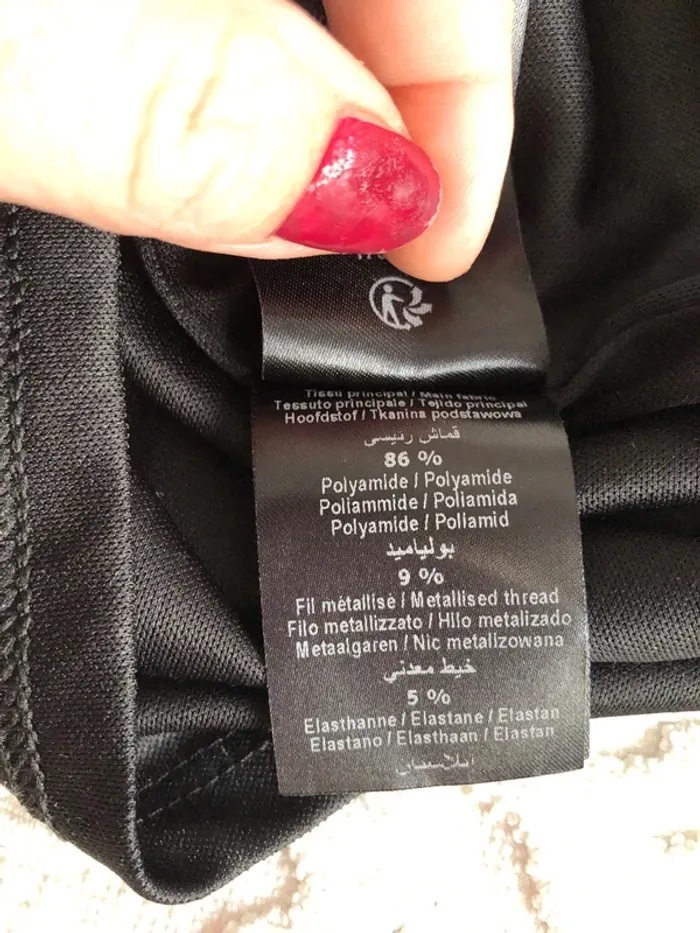 Tissu principal / Main fabric
Tessuto principale / Tejido principal
Hoofdstof / Tkanina podstawowa
قماش رئيسي
86 %
Polyamide / Polyamide
Poliammide / Poliamida
Polyamide / Poliamid
بولياميد
9 %
Fil métallisé / Metallised thread
Filo metallizzato / Hilo metalizado
Metaalgaren / Nic metalizowana
خيط معدني
5 %
Elasthanne / Elastane / Elastan
Elastano / Elasthaan / Elastan